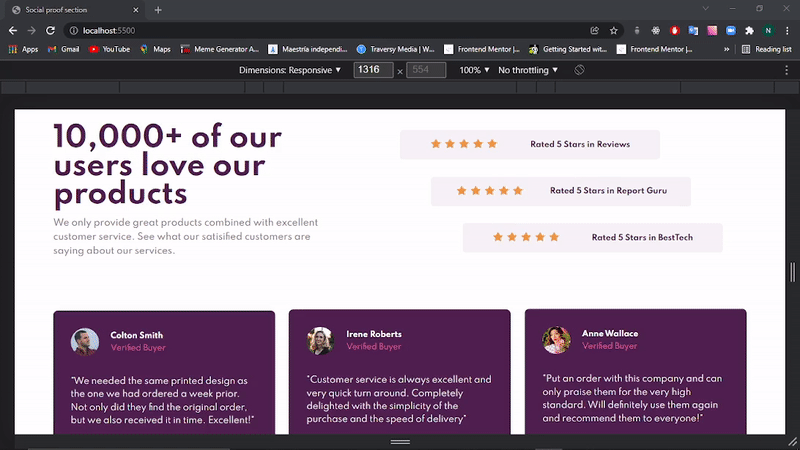 Social proof section
localhost:5500
Apps
Gmail
YouTube
Maps
Meme Generator A...
Maestría independi...
Traversy Media | W...
Frontend Mentor |...
Getting Started wit...
Frontend Mentor |...
»
Reading list
N
Dimensions: Responsive
1316 × 554
100%
No throttling
10,000+ of our
users love our
products
We only provide great products combined with excellent
customer service. See what our satisified customers are
saying about our services.
Rated 5 Stars in Reviews
Rated 5 Stars in Report Guru
Rated 5 Stars in BestTech
Colton Smith
Verified Buyer
"We needed the same printed design as
the one we had ordered a week prior.
Not only did they find the original order,
but we also received it in time. Excellent!"
Irene Roberts
Verified Buyer
"Customer service is always excellent and
very quick turn around. Completely
delighted with the simplicity of the
purchase and the speed of delivery"
Anne Wallace
Verified Buyer
"Put an order with this company and can
only praise them for the very high
standard. Will definitely use them again
and recommend them to everyone!"